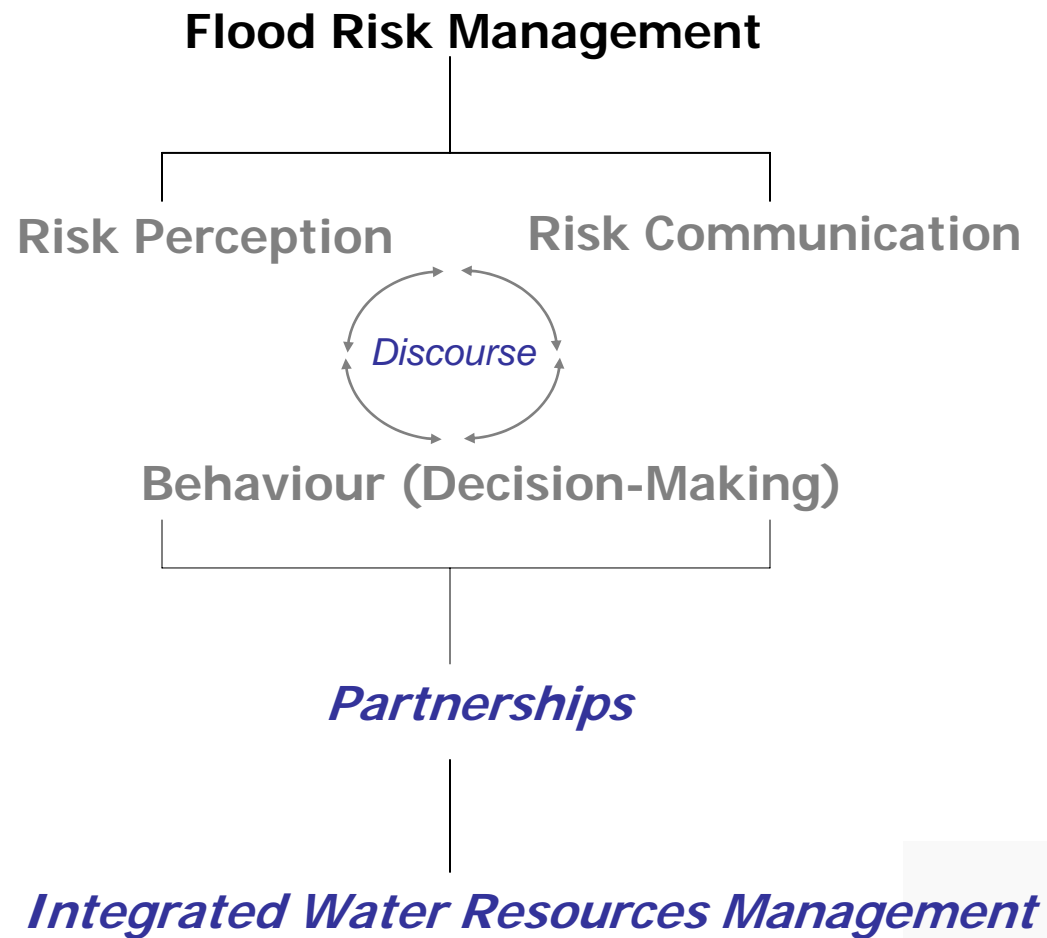 Flood Risk Management
Risk Perception
Risk Communication
Discourse
Behaviour (Decision-Making)
Partnerships
Integrated Water Resources Management